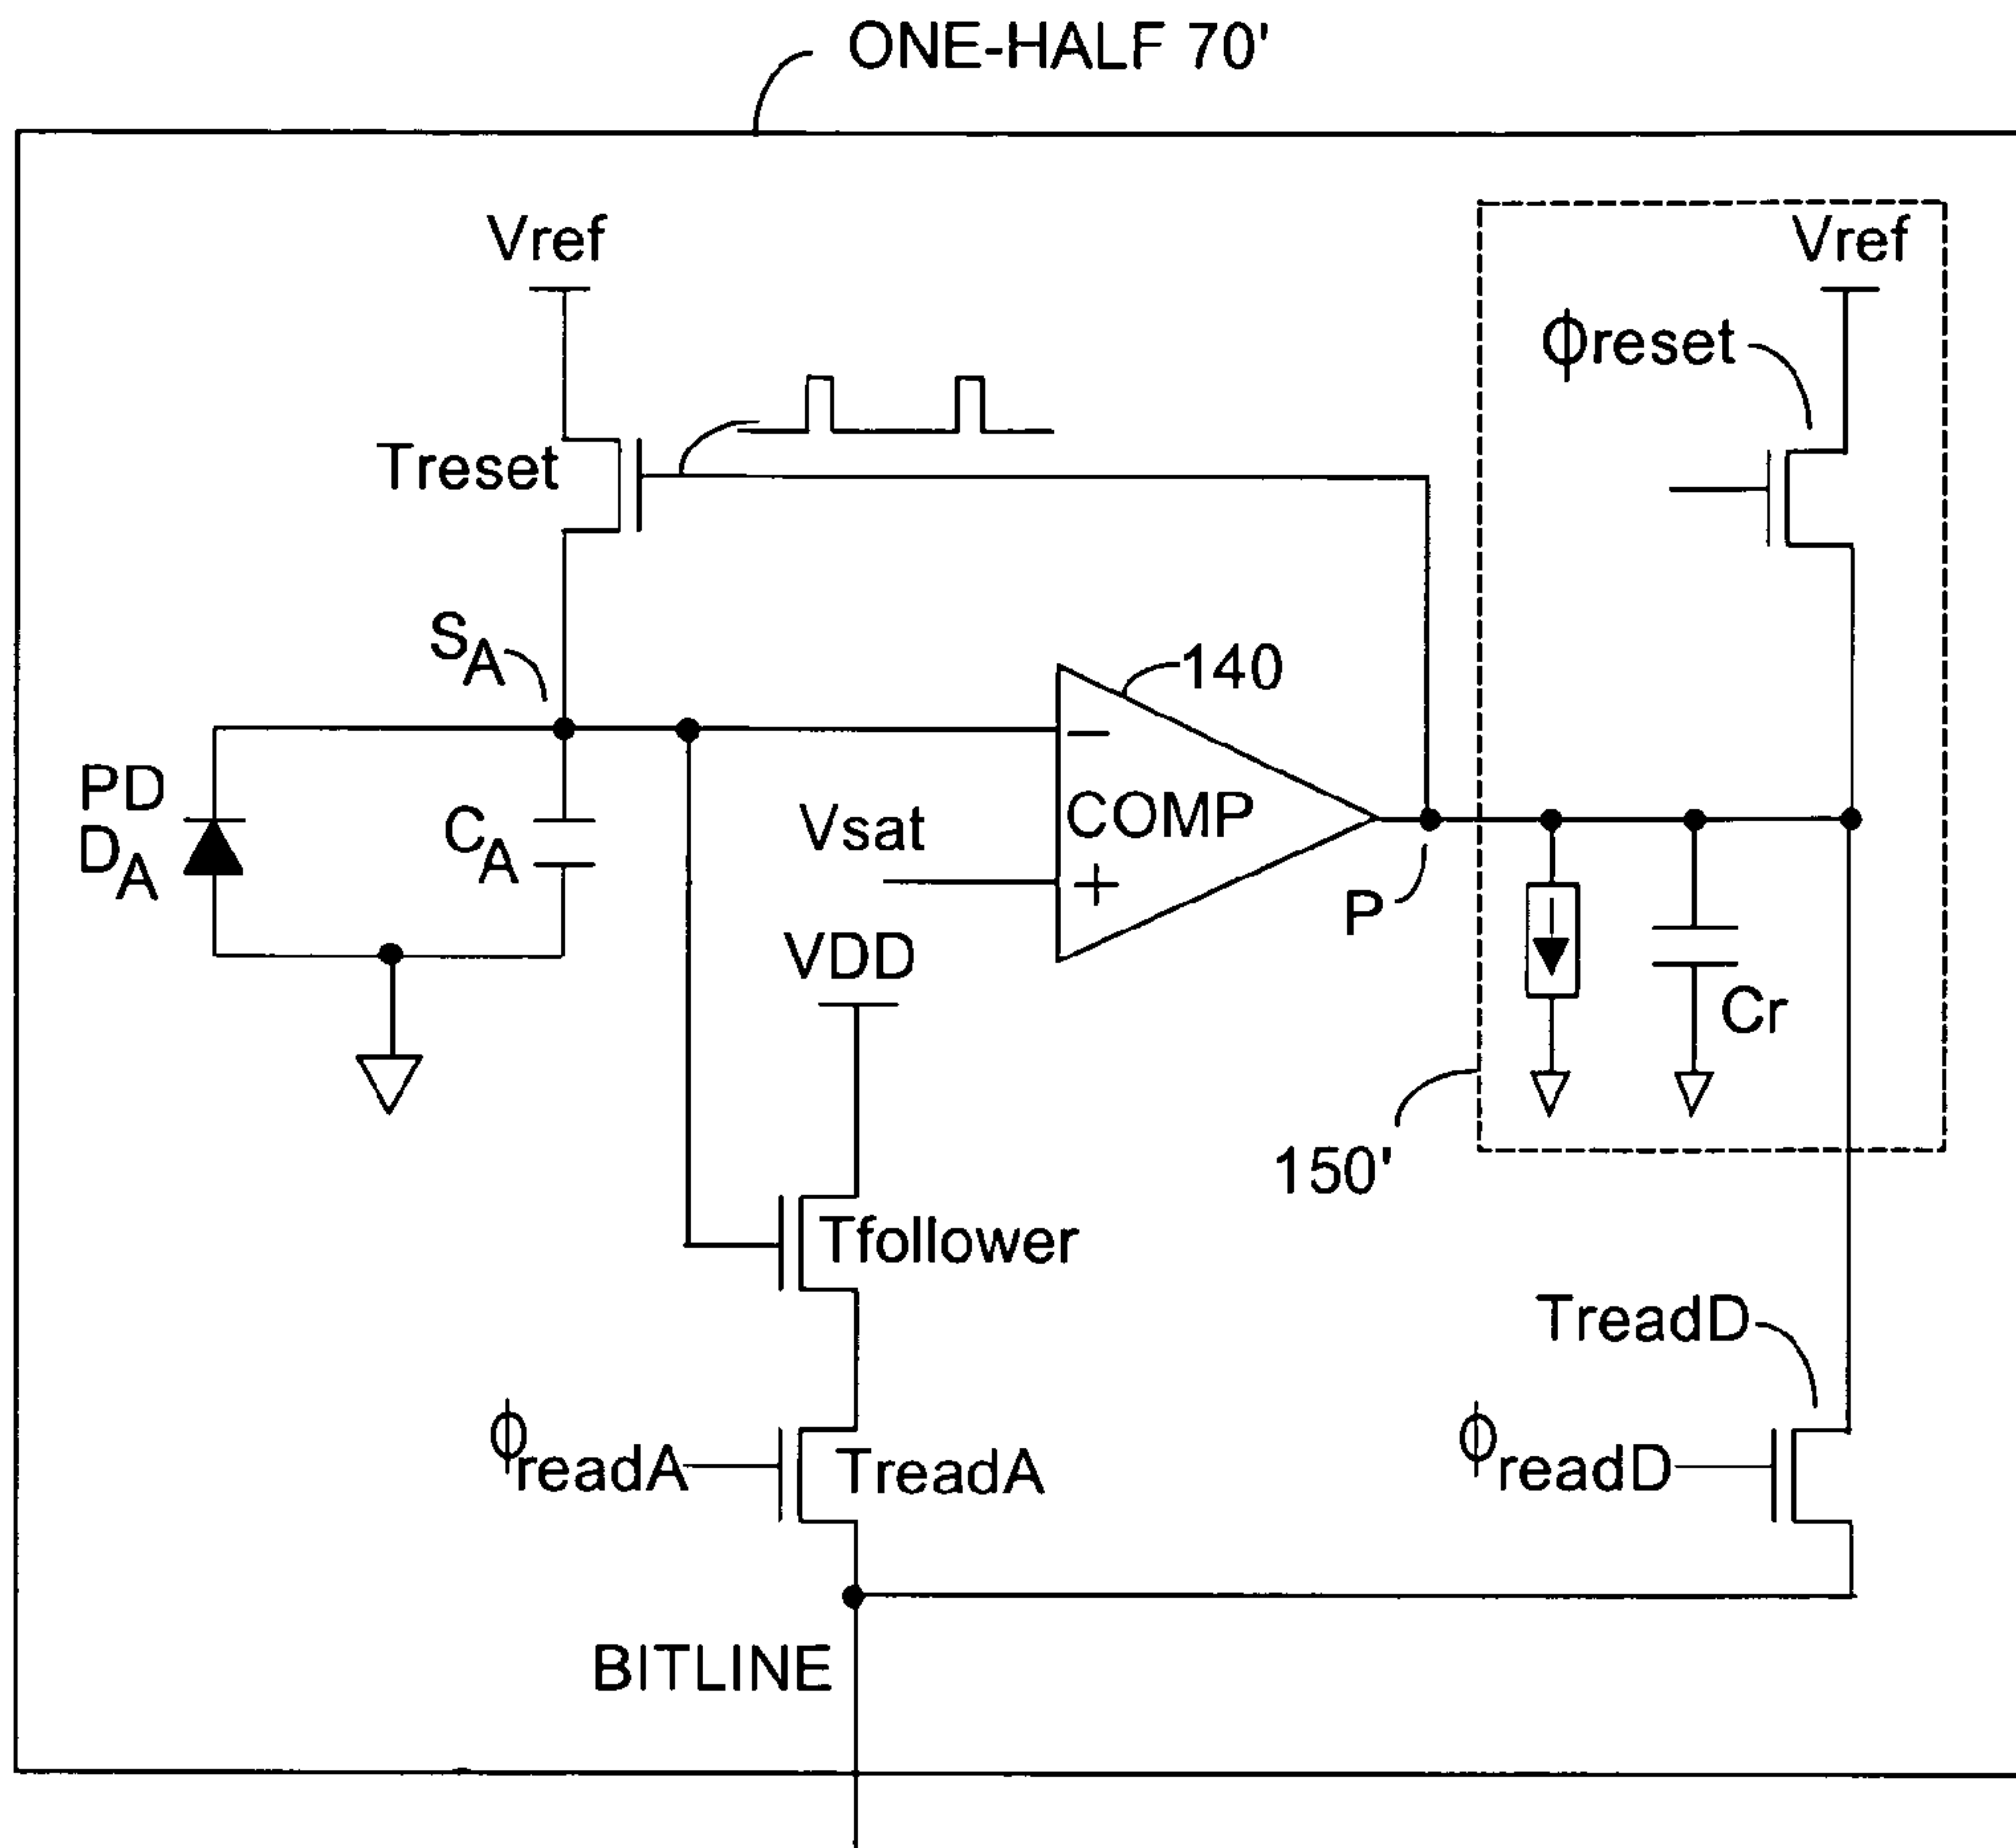 ONE-HALF 70'
Vref
Vref
ϕreset
Treset
SA
140
PD
DA
CA
Vsat
−
COMP
+
P
VDD
Cr
150'
Tfollower
TreadD
ϕreadA
TreadA
ϕreadD
BITLINE